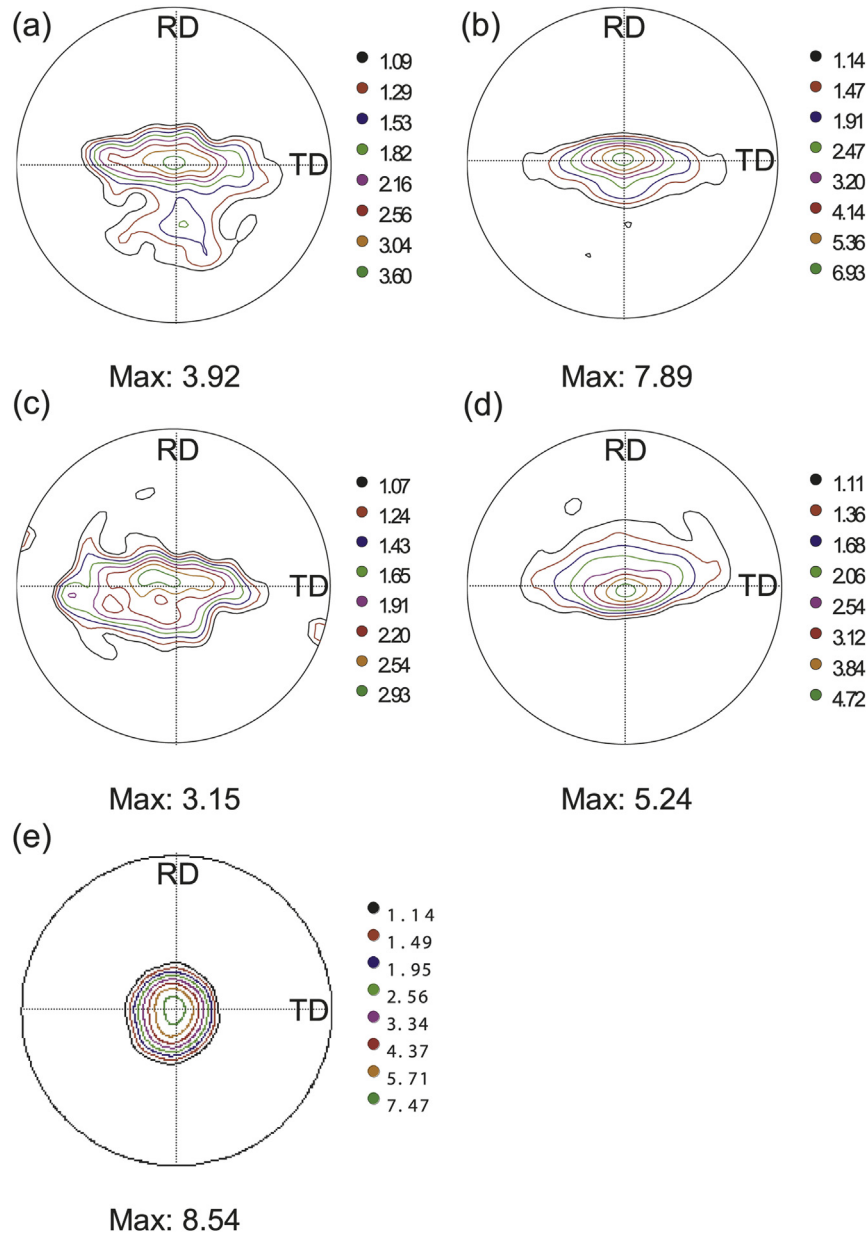 (a)
RD
TD
1.09
1.29
1.53
1.82
2.16
2.56
3.04
3.60
Max: 3.92
(b)
RD
TD
1.14
1.47
1.91
2.47
3.20
4.14
5.36
6.93
Max: 7.89
(c)
RD
TD
1.07
1.24
1.43
1.65
1.91
2.20
2.54
2.93
Max: 3.15
(d)
RD
TD
1.11
1.36
1.68
2.06
2.54
3.12
3.84
4.72
Max: 5.24
(e)
RD
TD
1.14
1.49
1.95
2.56
3.34
4.37
5.71
7.47
Max: 8.54